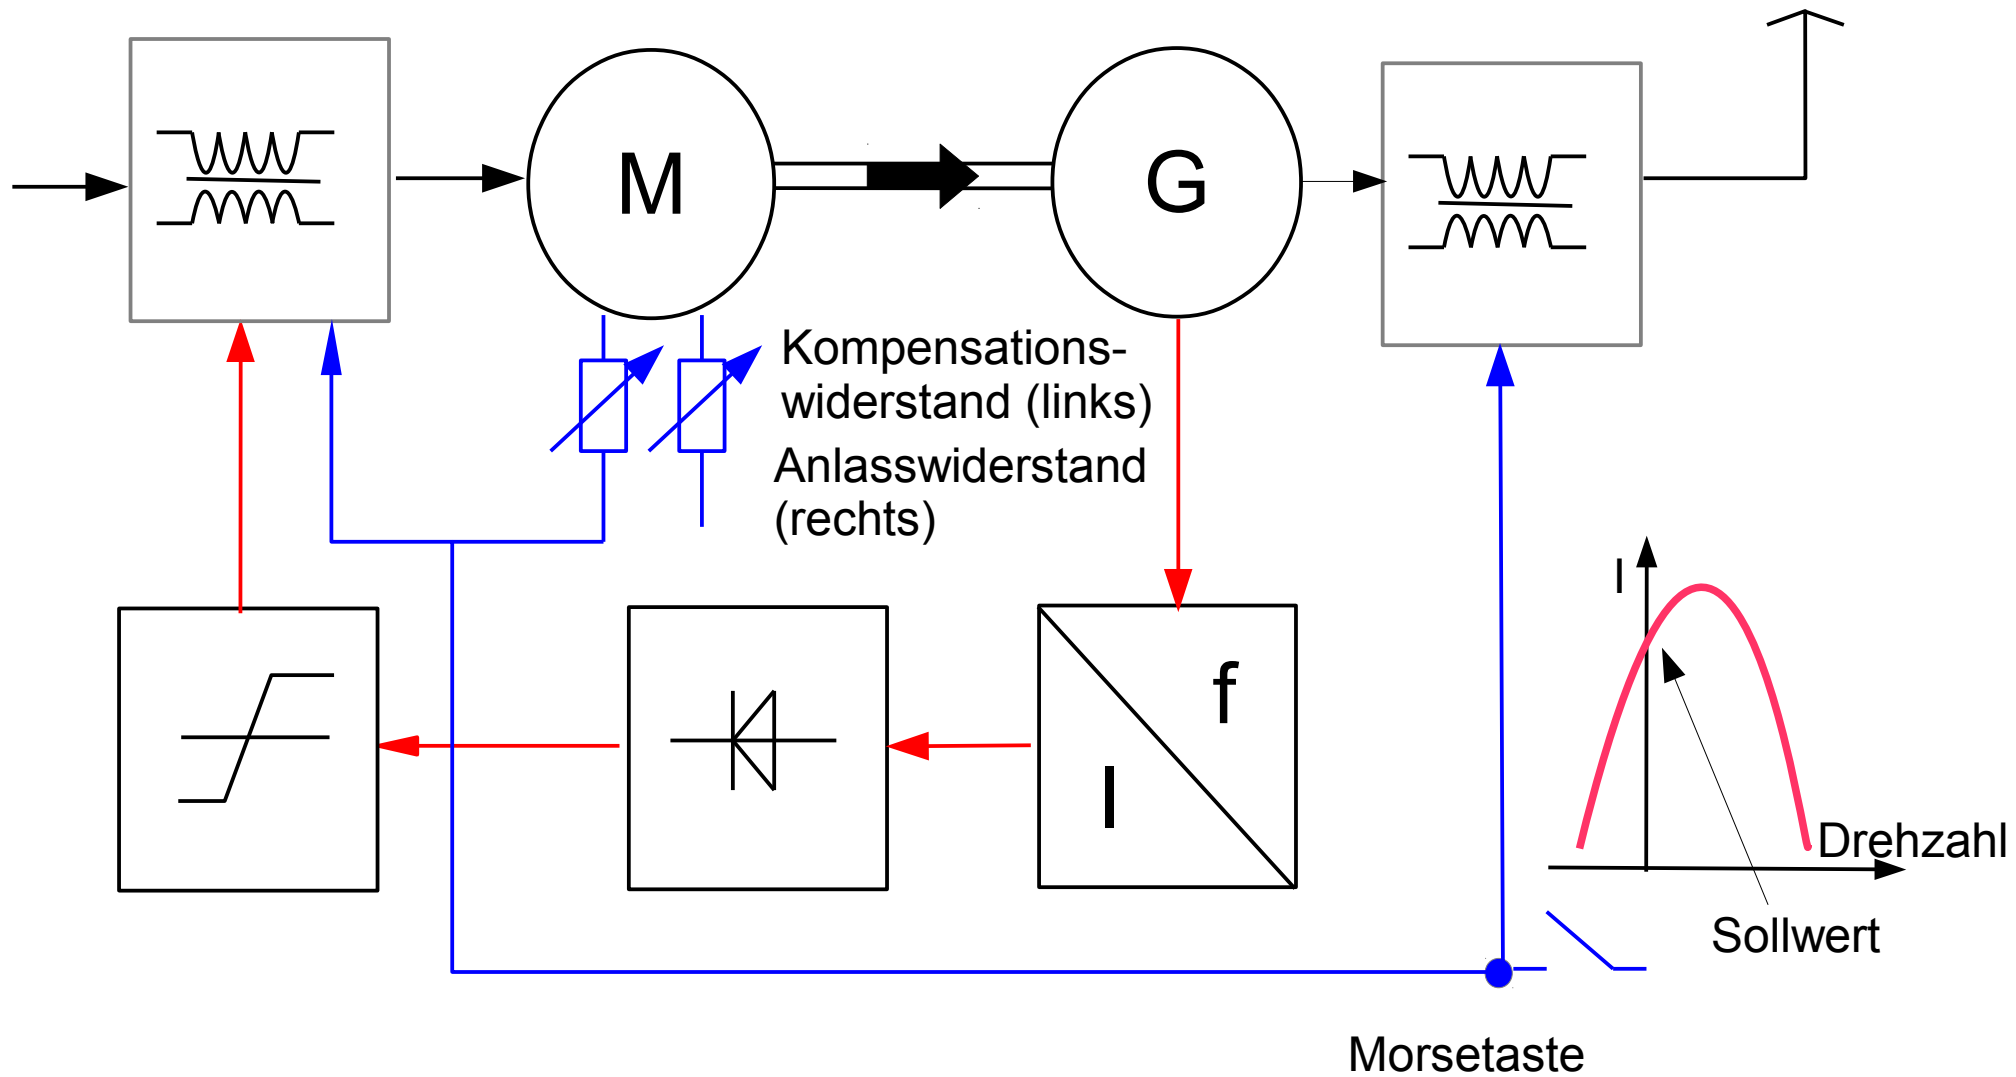 M
G
Kompensations-
widerstand (links)
Anlasswiderstand
(rechts)
I
f
I
Drehzahl
Sollwert
Morsetaste